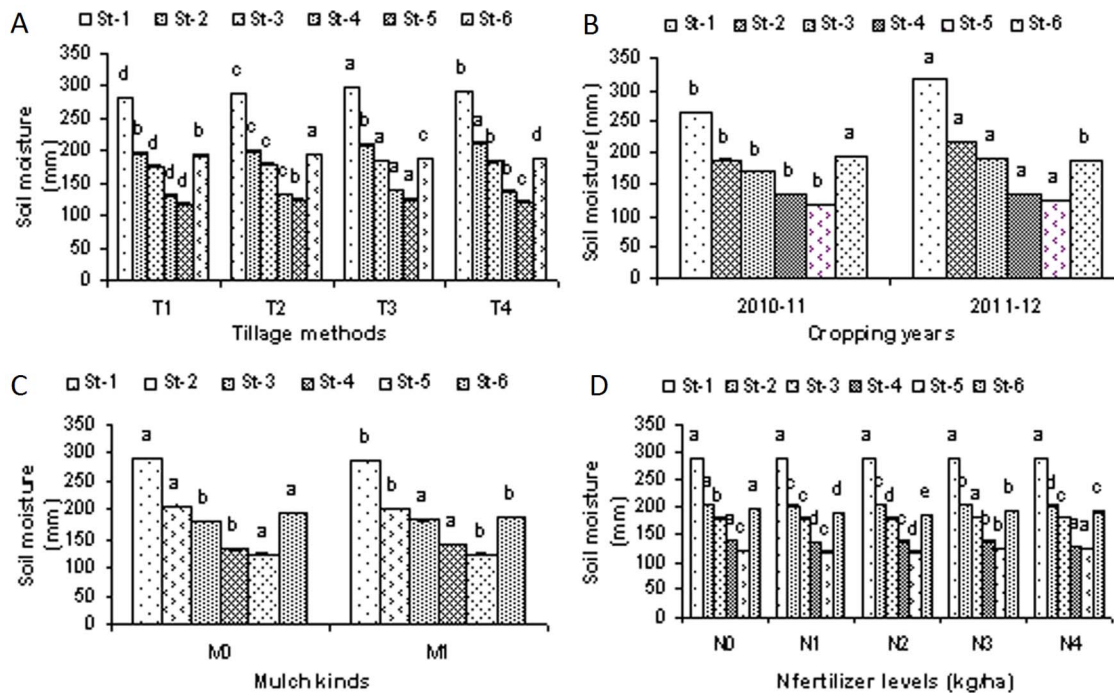 A
St-1 St-2 St-3 St-4 St-5 St-6
Soil moisture
(mm)
350
300
250
200
150
100
50
0
d b d d d b
c c c c b a
a b a a a c
b a b c c d
T1 T2 T3 T4
Tillage methods
B
St-1 St-2 St-3 St-4 St-5 St-6
Soil moisture (mm)
350
300
250
200
150
100
50
0
b b b b b a
a a a a a b
2010-11 2011-12
Cropping years
C
St-1 St-2 St-3 St-4 St-5 St-6
Soil moisture
(mm)
350
300
250
200
150
100
50
0
a a b b a a
b b a a b b
M0 M1
Mulch kinds
D
St-1 St-2 St-3 St-4 St-5 St-6
Soil moisture
(mm)
350
300
250
200
150
100
50
0
a a b a c a
a c c d c d
a c d c d e
a c a b b b
a d c a a c
N0 N1 N2 N3 N4
Nfertilizer levels (kg/ha)